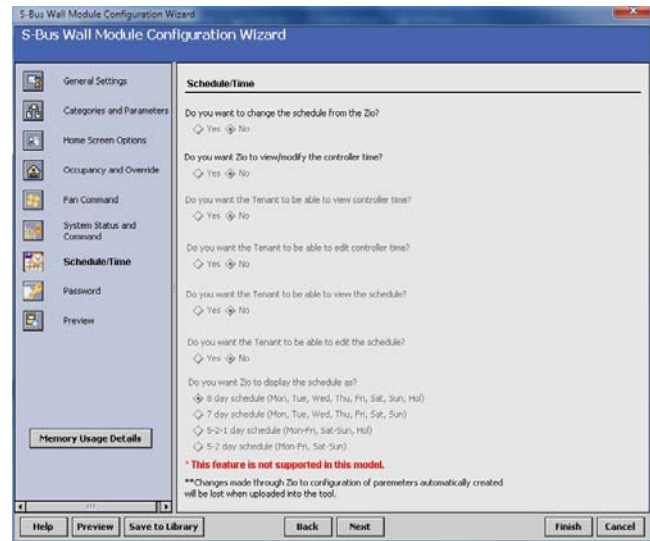 S-Bus Wall Module Configuration Wizard
S-Bus Wall Module Configuration Wizard
General Settings
Categories and Parameters
Home Screen Options
Occupancy and Override
Fan Command
System Status and
Command
Schedule/Time
Password
Preview
Memory Usage Details
Schedule/Time
Do you want to change the schedule from the Zio?
Yes No
Do you want Zio to view/modify the controller time?
Yes No
Do you want the Tenant to be able to view controller time?
Yes No
Do you want the Tenant to be able to edit controller time?
Yes No
Do you want the Tenant to be able to view the schedule?
Yes No
Do you want the Tenant to be able to edit the schedule?
Yes No
Do you want Zio to display the schedule as?
8 day schedule (Mon, Tue, Wed, Thu, Fri, Sat, Sun, Hol)
7 day schedule (Mon, Tue, Wed, Thu, Fri, Sat, Sun)
5-2-1 day schedule (Mon-Fri, Sat-Sun, Hol)
5-2 day schedule (Mon-Fri, Sat-Sun)
* This feature is not supported in this model.
**Changes made through Zio to configuration of paremeters automatically created
will be lost when uploaded into the tool.
Help Preview Save to Library Back Next Finish Cancel